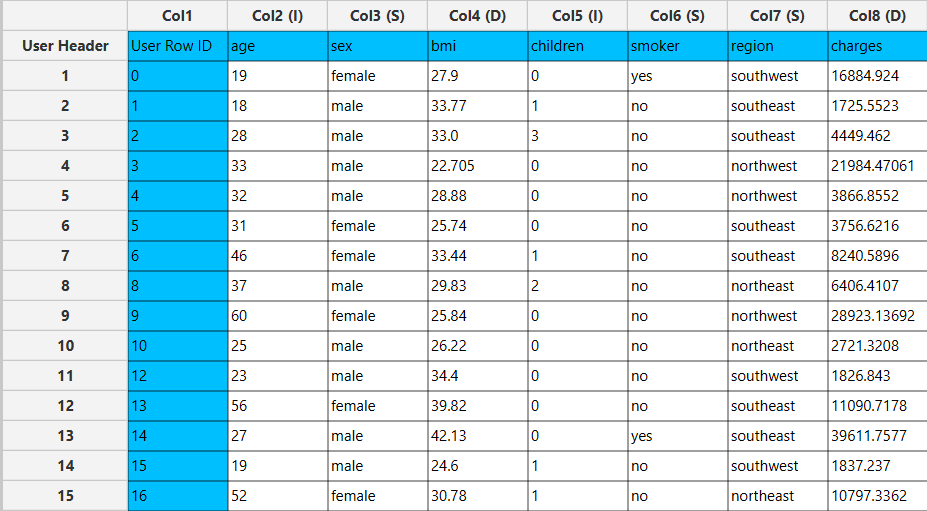 Col1 Col2 (I) Col3 (S) Col4 (D) Col5 (I) Col6 (S) Col7 (S) Col8 (D)
User Header User Row ID age sex bmi children smoker region charges
1 0 19 female 27.9 0 yes southwest 16884.924
2 1 18 male 33.77 1 no southeast 1725.5523
3 2 28 male 33.0 3 no southeast 4449.462
4 3 33 male 22.705 0 no northwest 21984.47061
5 4 32 male 28.88 0 no northwest 3866.8552
6 5 31 female 25.74 0 no southeast 3756.6216
7 6 46 female 33.44 1 no southeast 8240.5896
8 8 37 male 29.83 2 no northeast 6406.4107
9 9 60 female 25.84 0 no northwest 28923.13692
10 10 25 male 26.22 0 no northeast 2721.3208
11 12 23 male 34.4 0 no southwest 1826.843
12 13 56 female 39.82 0 no southeast 11090.7178
13 14 27 male 42.13 0 yes southeast 39611.7577
14 15 19 male 24.6 1 no southwest 1837.237
15 16 52 female 30.78 1 no northeast 10797.3362